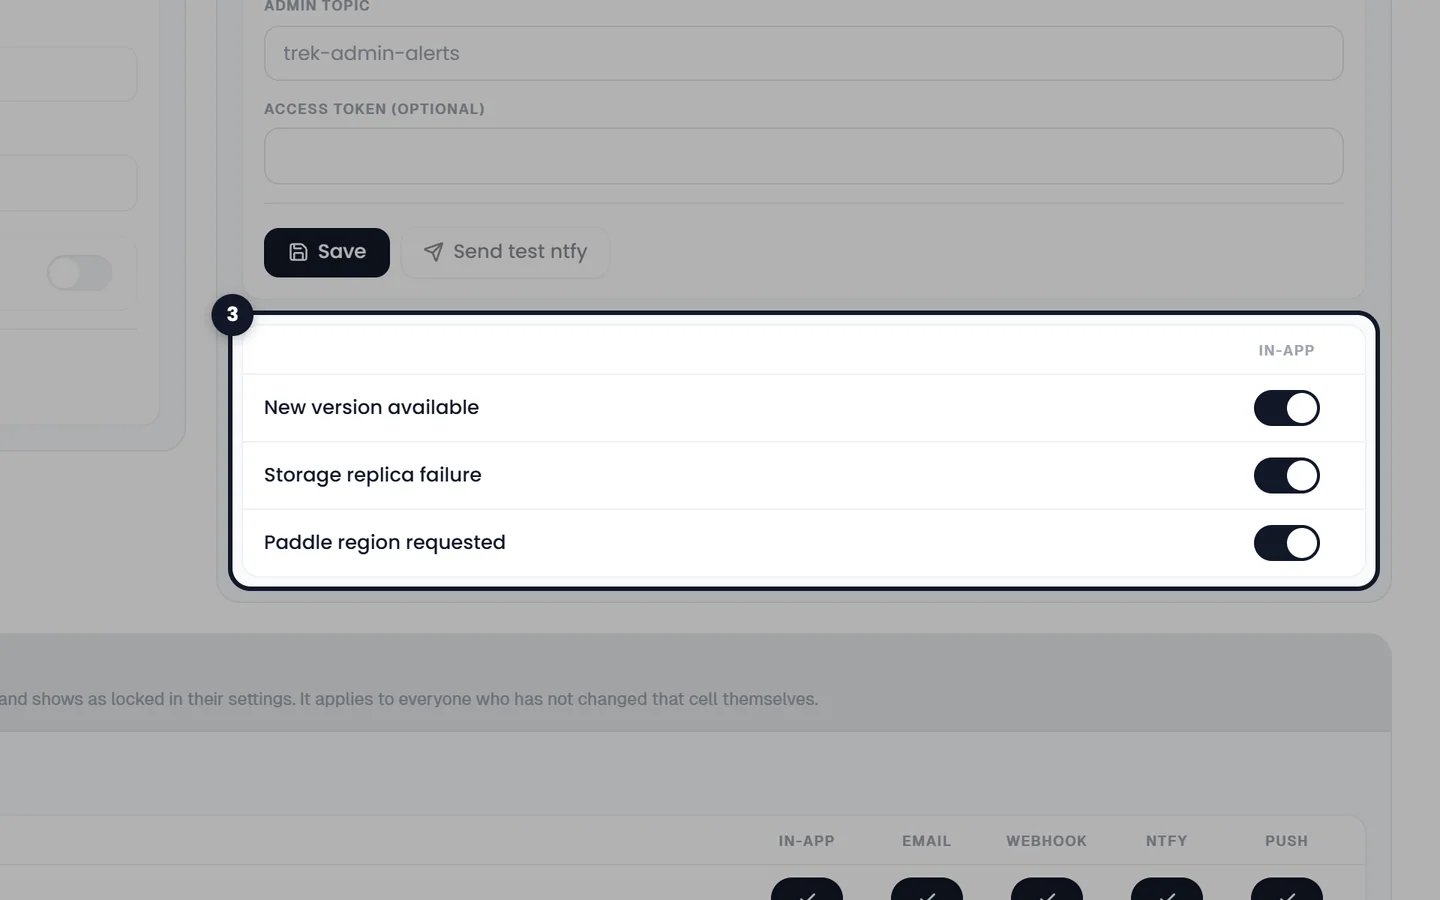 ADMIN TOPIC
trek-admin-alerts
ACCESS TOKEN (OPTIONAL)
Save
Send test ntfy
3
IN-APP
New version available
Storage replica failure
Paddle region requested
and shows as locked in their settings. It applies to everyone who has not changed that cell themselves.
IN-APP EMAIL WEBHOOK NTFY PUSH